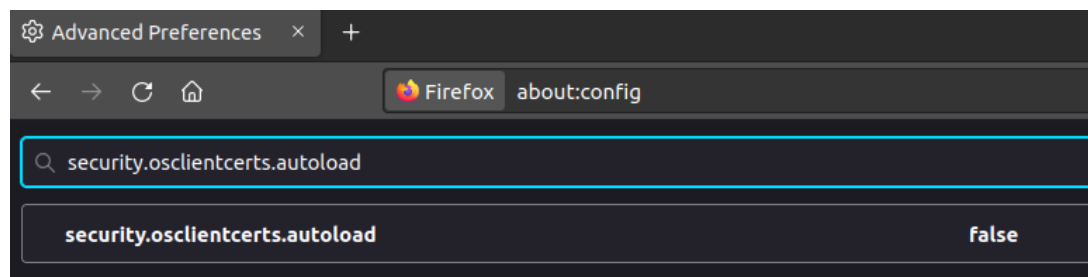 Advanced Preferences
Firefox about:config
security.osclientcerts.autoload
security.osclientcerts.autoload false